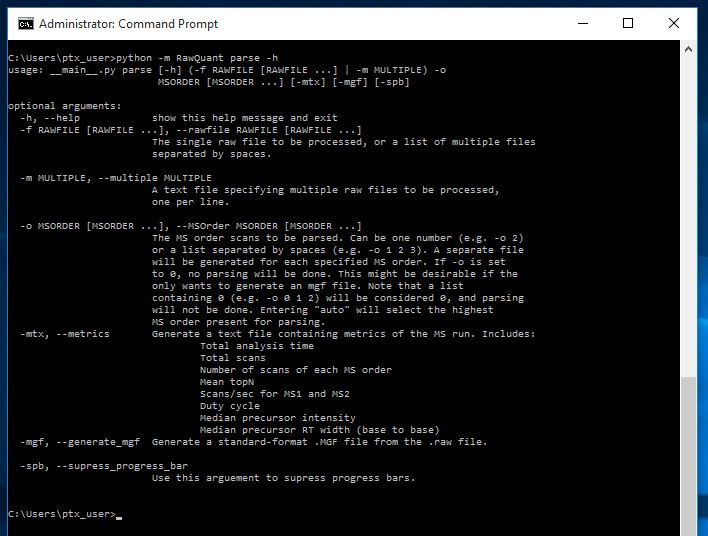 Administrator: Command Prompt
C:\Users\ptx_user>python -m RawQuant parse -h
usage: __main__.py parse [-h] (-f RAWFILE [RAWFILE ...] | -m MULTIPLE) -o
MSORDER [MSORDER ...] [-mtx] [-mgf] [-spb]
optional arguments:
-h, --help show this help message and exit
-f RAWFILE [RAWFILE ...], --rawfile RAWFILE [RAWFILE ...]
The single raw file to be processed, or a list of multiple files
separated by spaces.
-m MULTIPLE, --multiple MULTIPLE
A text file specifying multiple raw files to be processed,
one per line.
-o MSORDER [MSORDER ...], --MSOrder MSORDER [MSORDER ...]
The MS order scans to be parsed. Can be one number (e.g. -o 2)
or a list separated by spaces (e.g. -o 1 2 3). A separate file
will be generated for each specified MS order. If -o is set
to 0, no parsing will be done. This might be desirable if the
only wants to generate an mgf file. Note that a list
containing 0 (e.g. -o 0 1 2) will be considered 0, and parsing
will not be done. Entering "auto" will select the highest
MS order present for parsing.
-mtx, --metrics Generate a text file containing metrics of the MS run. Includes:
Total analysis time
Total scans
Number of scans of each MS order
Mean topN
Scans/sec for MS1 and MS2
Duty cycle
Median precursor intensity
Median precursor RT width (base to base)
-mgf, --generate_mgf Generate a standard-format .MGF file from the .raw file.
-spb, --supress_progress_bar
Use this arguement to supress progress bars.
C:\Users\ptx_user>_